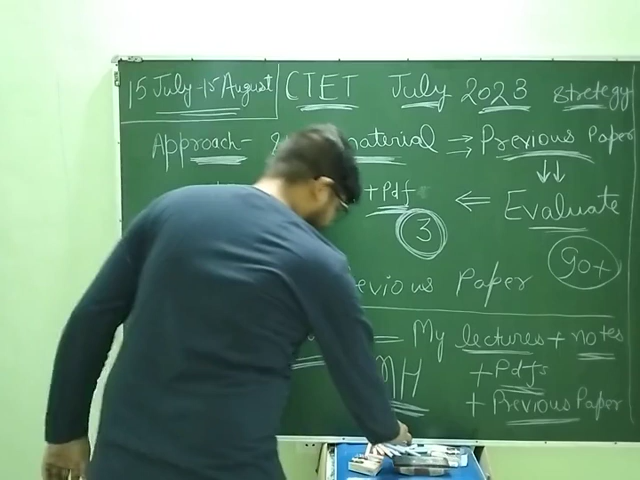 15 July - 15 August CTET July 2023 stretegy
Approach - material ⇒ Previous Paper
+ Pdf ⇐ Evaluate
3
90+
evious Paper
My lectures + notes
MH + Pdfs
+ Previous Paper